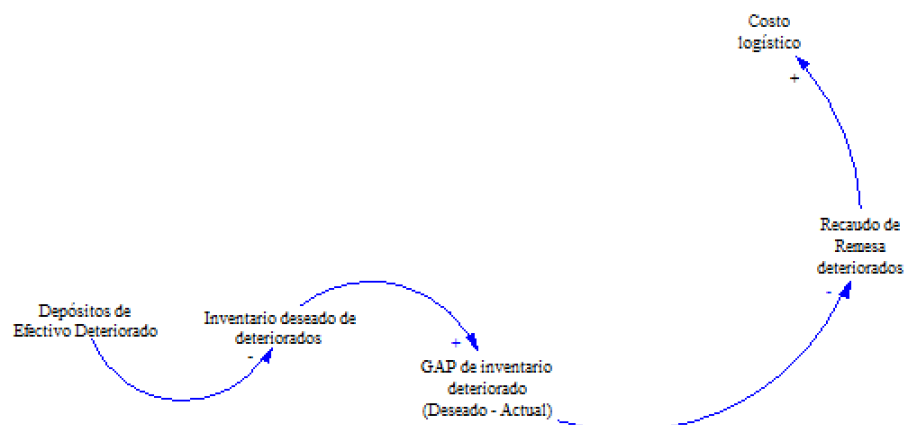 Costo
logístico
+
Recaudo de
Remesa
deteriorados
-
Depósitos de
Efectivo Deteriorado
Inventario deseado de
deteriorados
-
+
GAP de inventario
deteriorado
(Deseado - Actual)